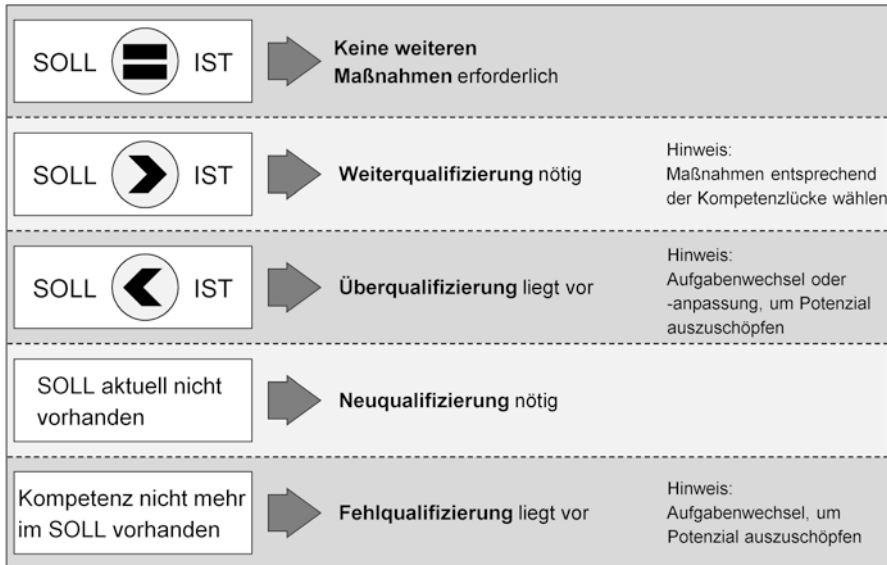 SOLL = IST
Keine weiteren
Maßnahmen erforderlich
SOLL > IST
Weiterqualifizierung nötig
Hinweis:
Maßnahmen entsprechend
der Kompetenzlücke wählen
SOLL < IST
Überqualifizierung liegt vor
Hinweis:
Aufgabenwechsel oder
-anpassung, um Potenzial
auszuschöpfen
SOLL aktuell nicht
vorhanden
Neuqualifizierung nötig
Kompetenz nicht mehr
im SOLL vorhanden
Fehlqualifizierung liegt vor
Hinweis:
Aufgabenwechsel, um
Potenzial auszuschöpfen